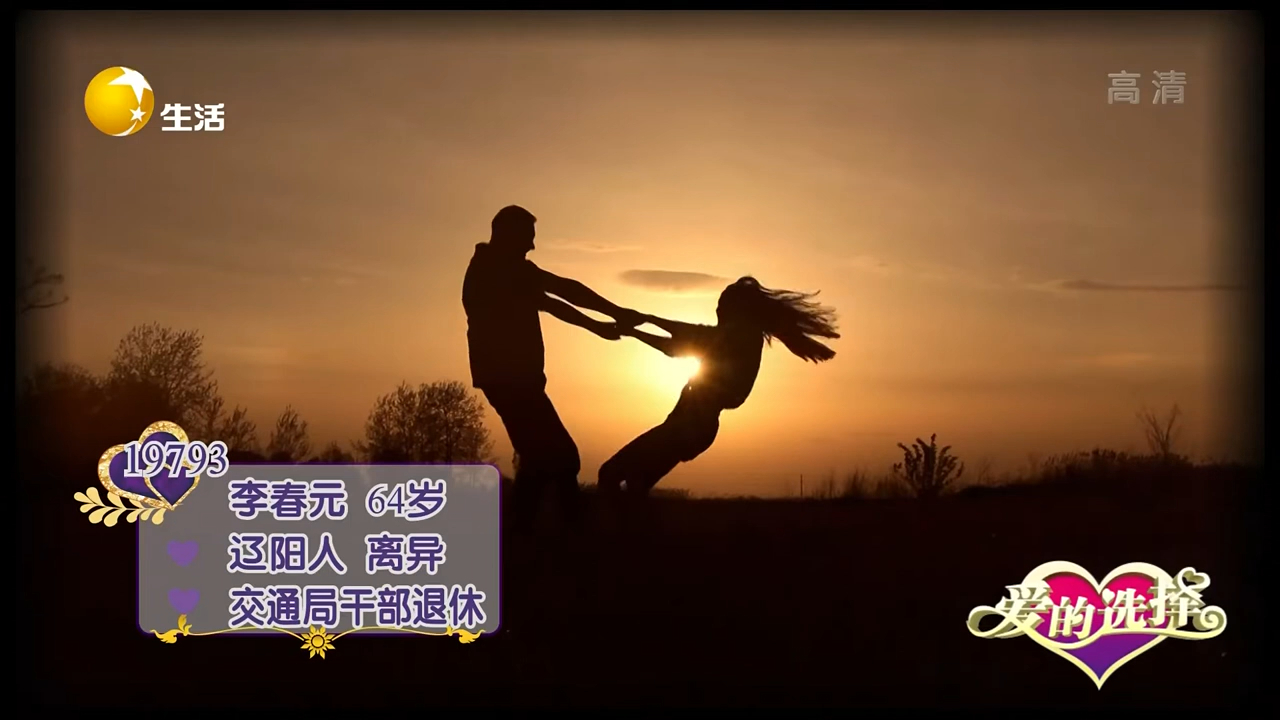 生活
高清
19793
李春元 64岁
辽阳人 离异
交通局干部退休
爱的选择